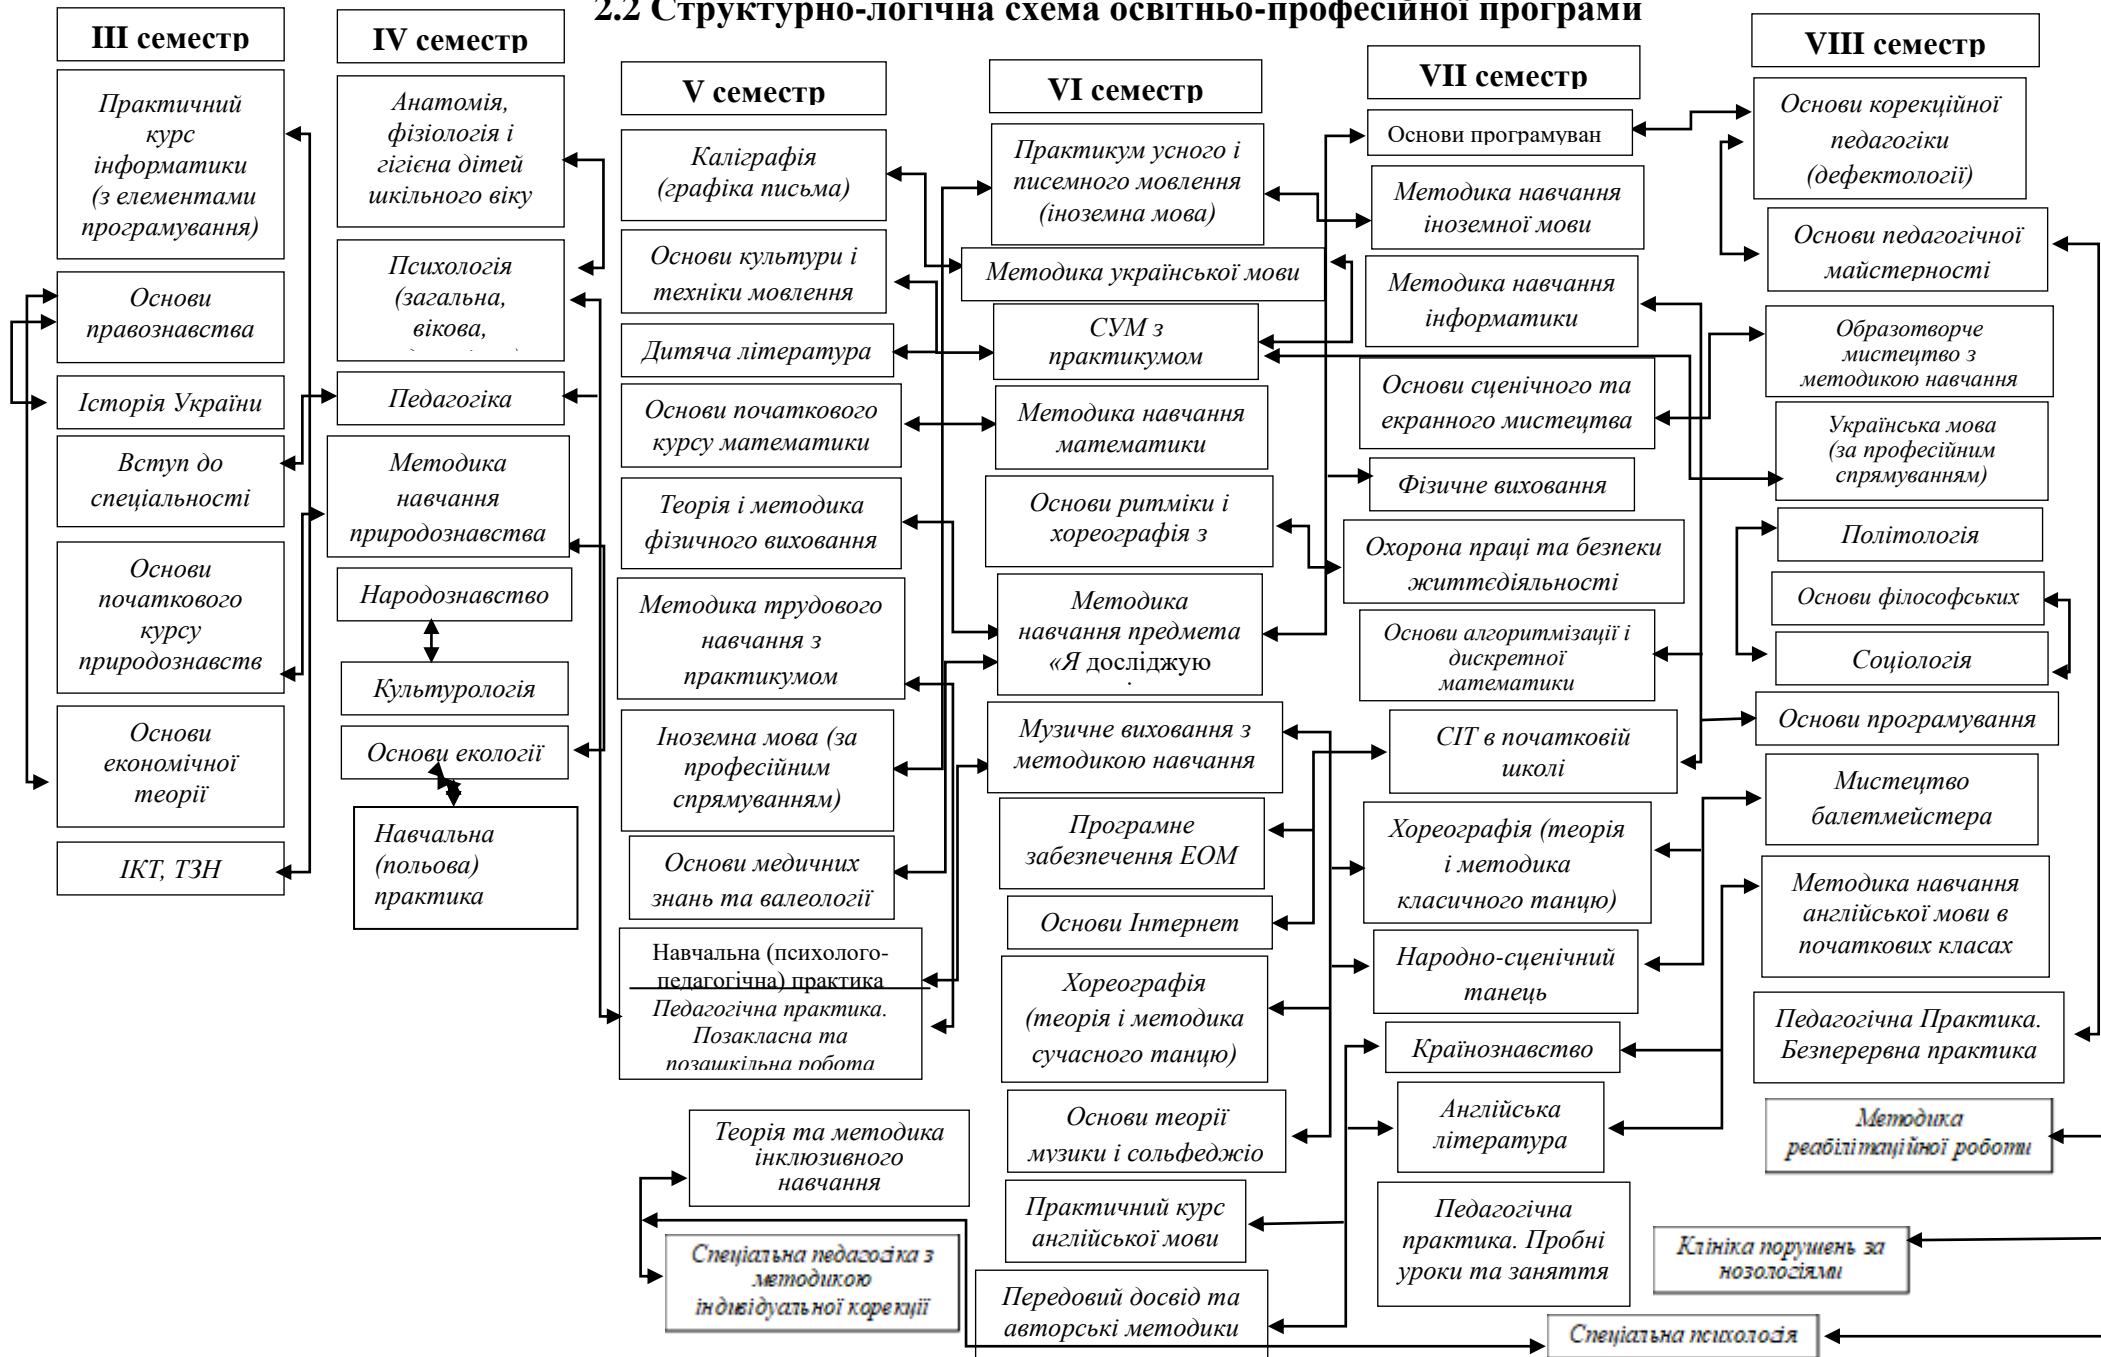 2.2 Структурно-логічна схема освітньо-професійної програми
III семестр
Практичний
курс
інформатики
(з елементами
програмування)
Основи
правознавства
Історія України
Вступ до
спеціальності
Основи
початкового
курсу
природознавств
Основи
економічної
теорії
ІКТ, ТЗН
IV семестр
Анатомія,
фізіологія і
гігієна дітей
шкільного віку
Психологія
(загальна,
вікова,
Педагогіка
Методика
навчання
природознавства
Народознавство
Культурологія
Основи екології
Навчальна
(польова)
практика
V семестр
Каліграфія
(графіка письма)
Основи культури і
техніки мовлення
Дитяча література
Основи початкового
курсу математики
Теорія і методика
фізичного виховання
Методика трудового
навчання з
практикумом
Іноземна мова (за
професійним
спрямуванням)
Основи медичних
знань та валеології
Навчальна (психолого-
педагогічна) практика
Педагогічна практика.
Позакласна та
позашкільна робота
Теорія та методика
інклюзивного
навчання
Спеціальна педагогіка з
методикою
індивідуальної корекції
VI семестр
Практикум усного і
писемного мовлення
(іноземна мова)
Методика української мови
СУМ з
практикумом
Методика навчання
математики
Основи ритміки і
хореографія з
Методика
навчання предмета
«Я досліджую
Музичне виховання з
методикою навчання
Програмне
забезпечення ЕОМ
Основи Інтернет
Хореографія
(теорія і методика
сучасного танцю)
Основи теорії
музики і сольфеджіо
Практичний курс
англійської мови
Передовий досвід та
авторські методики
VII семестр
Основи програмуван
Методика навчання
іноземної мови
Методика навчання
інформатики
Основи сценічного та
екранного мистецтва
Фізичне виховання
Охорона праці та безпеки
життєдіяльності
Основи алгоритмізації і
дискретної
математики
СІТ в початковій
школі
Хореографія (теорія
і методика
класичного танцю)
Народно-сценічний
танець
Країнознавство
Англійська
література
Педагогічна
практика. Пробні
уроки та заняття
Спеціальна психологія
VIII семестр
Основи корекційної
педагогіки
(дефектології)
Основи педагогічної
майстерності
Образотворче
мистецтво з
методикою навчання
Українська мова
(за професійним
спрямуванням)
Політологія
Основи філософських
Соціологія
Основи програмування
Мистецтво
балетмейстера
Методика навчання
англійської мови в
початкових класах
Педагогічна Практика.
Безперервна практика
Методика
реабілітаційної роботи
Клініка порушень за
нозологіями